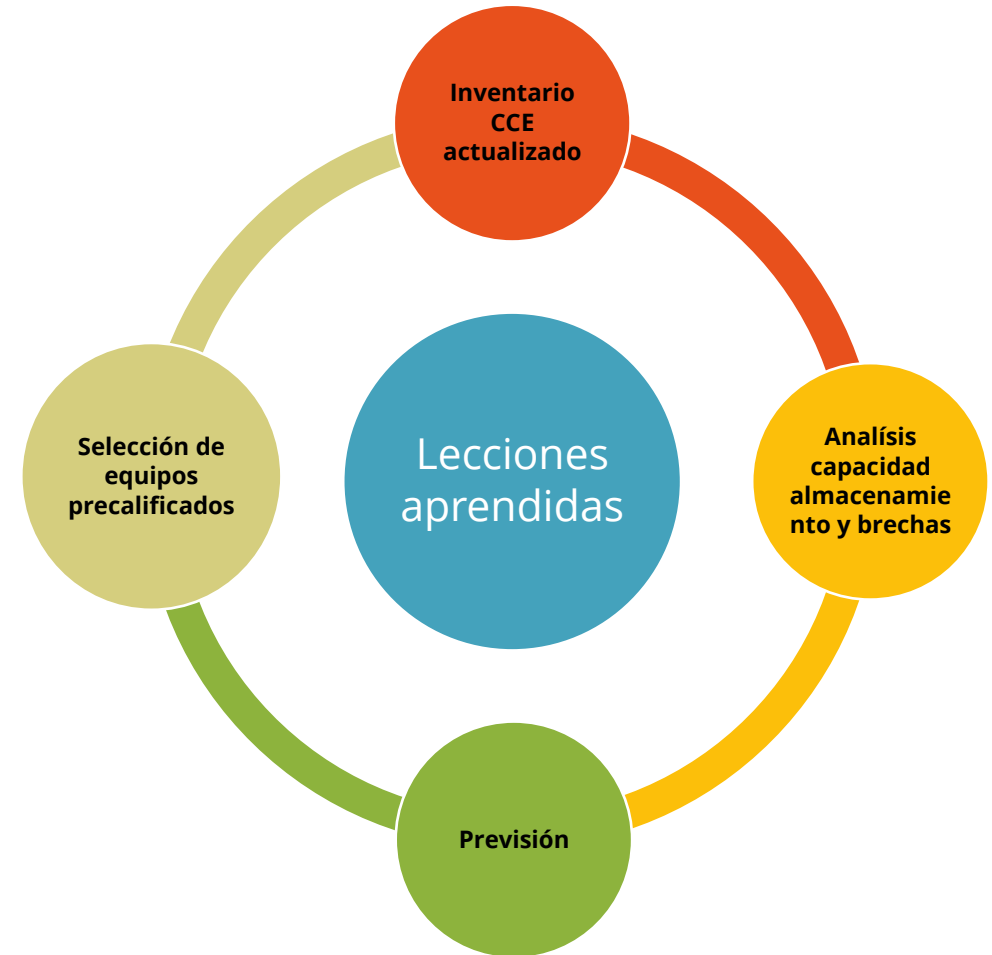 Inventario
CCE
actualizado
Selección de
equipos
precalificados
Lecciones
aprendidas
Analísis
capacidad
almacenamie
nto y brechas
Previsión